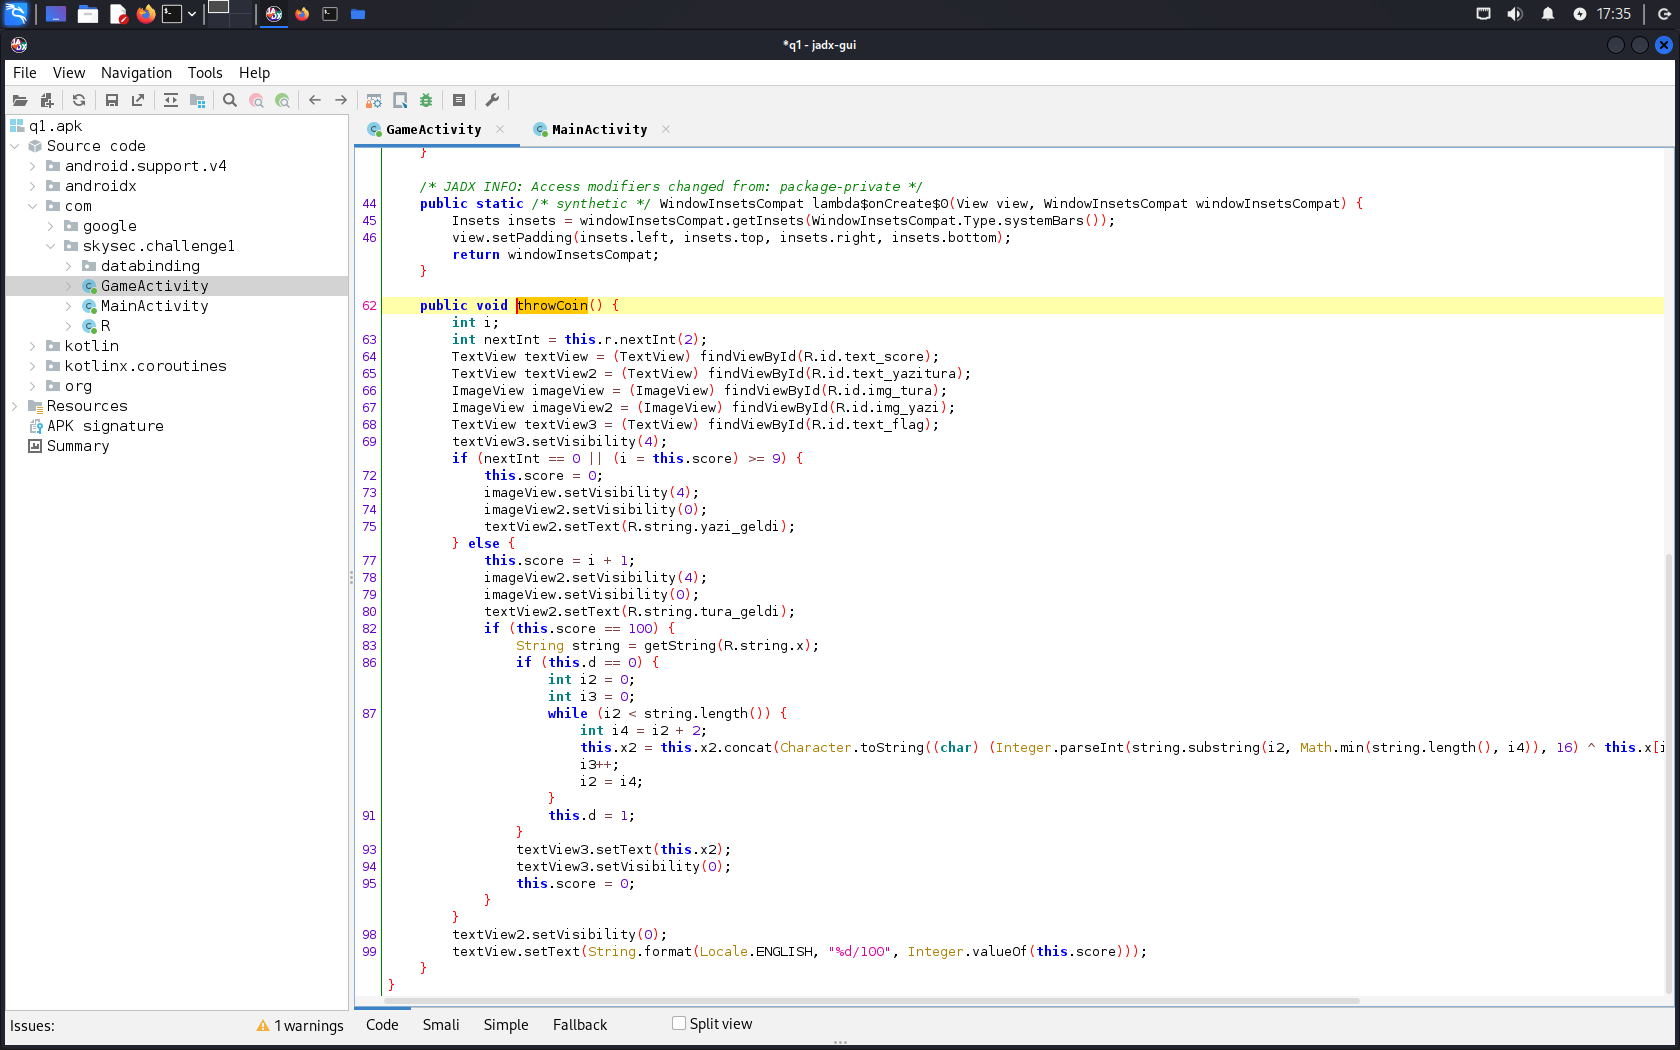 17:35
*q1 - jadx-gui
File View Navigation Tools Help
q1.apk
Source code
android.support.v4
androidx
com
google
skysec.challenge1
databinding
GameActivity
MainActivity
R
kotlin
kotlinx.coroutines
org
Resources
APK signature
Summary
GameActivity MainActivity
}
/* JADX INFO: Access modifiers changed from: package-private */
44 public static /* synthetic */ WindowInsetsCompat lambda$onCreate$0(View view, WindowInsetsCompat windowInsetsCompat) {
45 Insets insets = windowInsetsCompat.getInsets(WindowInsetsCompat.Type.systemBars());
46 view.setPadding(insets.left, insets.top, insets.right, insets.bottom);
return windowInsetsCompat;
}
62 public void throwCoin() {
int i;
63 int nextInt = this.r.nextInt(2);
64 TextView textView = (TextView) findViewById(R.id.text_score);
65 TextView textView2 = (TextView) findViewById(R.id.text_yazitura);
66 ImageView imageView = (ImageView) findViewById(R.id.img_tura);
67 ImageView imageView2 = (ImageView) findViewById(R.id.img_yazi);
68 TextView textView3 = (TextView) findViewById(R.id.text_flag);
69 textView3.setVisibility(4);
if (nextInt == 0 || (i = this.score) >= 9) {
72 this.score = 0;
73 imageView.setVisibility(4);
74 imageView2.setVisibility(0);
75 textView2.setText(R.string.yazi_geldi);
} else {
77 this.score = i + 1;
78 imageView2.setVisibility(4);
79 imageView.setVisibility(0);
80 textView2.setText(R.string.tura_geldi);
82 if (this.score == 100) {
83 String string = getString(R.string.x);
86 if (this.d == 0) {
int i2 = 0;
int i3 = 0;
87 while (i2 < string.length()) {
int i4 = i2 + 2;
this.x2 = this.x2.concat(Character.toString((char) (Integer.parseInt(string.substring(i2, Math.min(string.length(), i4)), 16) ^ this.x[i
i3++;
i2 = i4;
}
91 this.d = 1;
}
93 textView3.setText(this.x2);
94 textView3.setVisibility(0);
95 this.score = 0;
}
}
98 textView2.setVisibility(0);
99 textView.setText(String.format(Locale.ENGLISH, "%d/100", Integer.valueOf(this.score)));
}
}
Issues: 1 warnings Code Smali Simple Fallback Split view